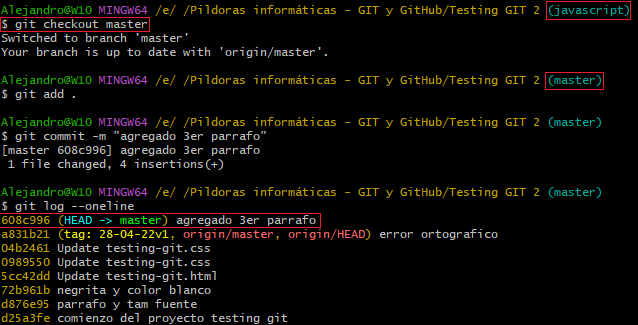 Alejandro@W10 MINGW64 /e/ /Pildoras informáticas - GIT y GitHub/Testing GIT 2 (javascript)
$ git checkout master
Switched to branch 'master'
Your branch is up to date with 'origin/master'.
Alejandro@W10 MINGW64 /e/ /Pildoras informáticas - GIT y GitHub/Testing GIT 2 (master)
$ git add .
Alejandro@W10 MINGW64 /e/ /Pildoras informáticas - GIT y GitHub/Testing GIT 2 (master)
$ git commit -m "agregado 3er parrafo"
[master 608c996] agregado 3er parrafo
 1 file changed, 4 insertions(+)
Alejandro@W10 MINGW64 /e/ /Pildoras informáticas - GIT y GitHub/Testing GIT 2 (master)
$ git log --oneline
608c996 (HEAD -> master) agregado 3er parrafo
a831b21 (tag: 28-04-22v1, origin/master, origin/HEAD) error ortografico
04b2461 Update testing-git.css
0989550 Update testing-git.css
5cc42dd Update testing-git.html
72b961b negrita y color blanco
d876e95 parrafo y tam fuente
d25a3fe comienzo del proyecto testing git